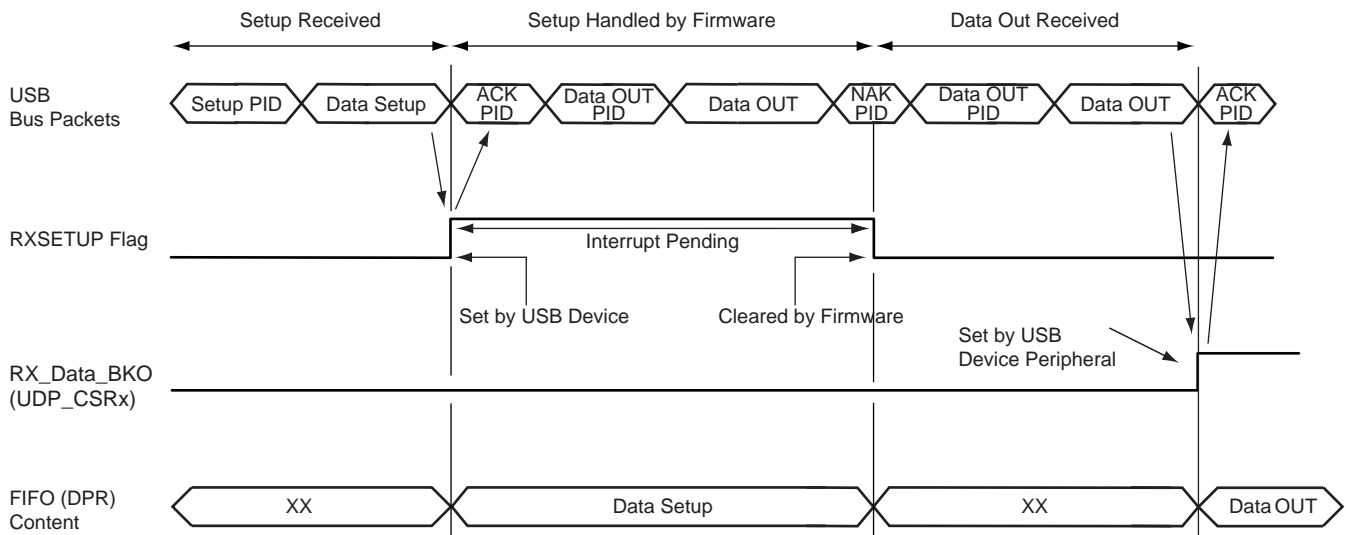 Setup Received
Setup Handled by Firmware
Data Out Received
USB
Bus Packets
Setup PID
Data Setup
ACK
PID
Data OUT
PID
Data OUT
NAK
PID
Data OUT
PID
Data OUT
ACK
PID
RXSETUP Flag
Interrupt Pending
Set by USB Device
Cleared by Firmware
Set by USB
Device Peripheral
RX_Data_BKO
(UDP_CSRx)
FIFO (DPR)
Content
XX
Data Setup
XX
Data OUT